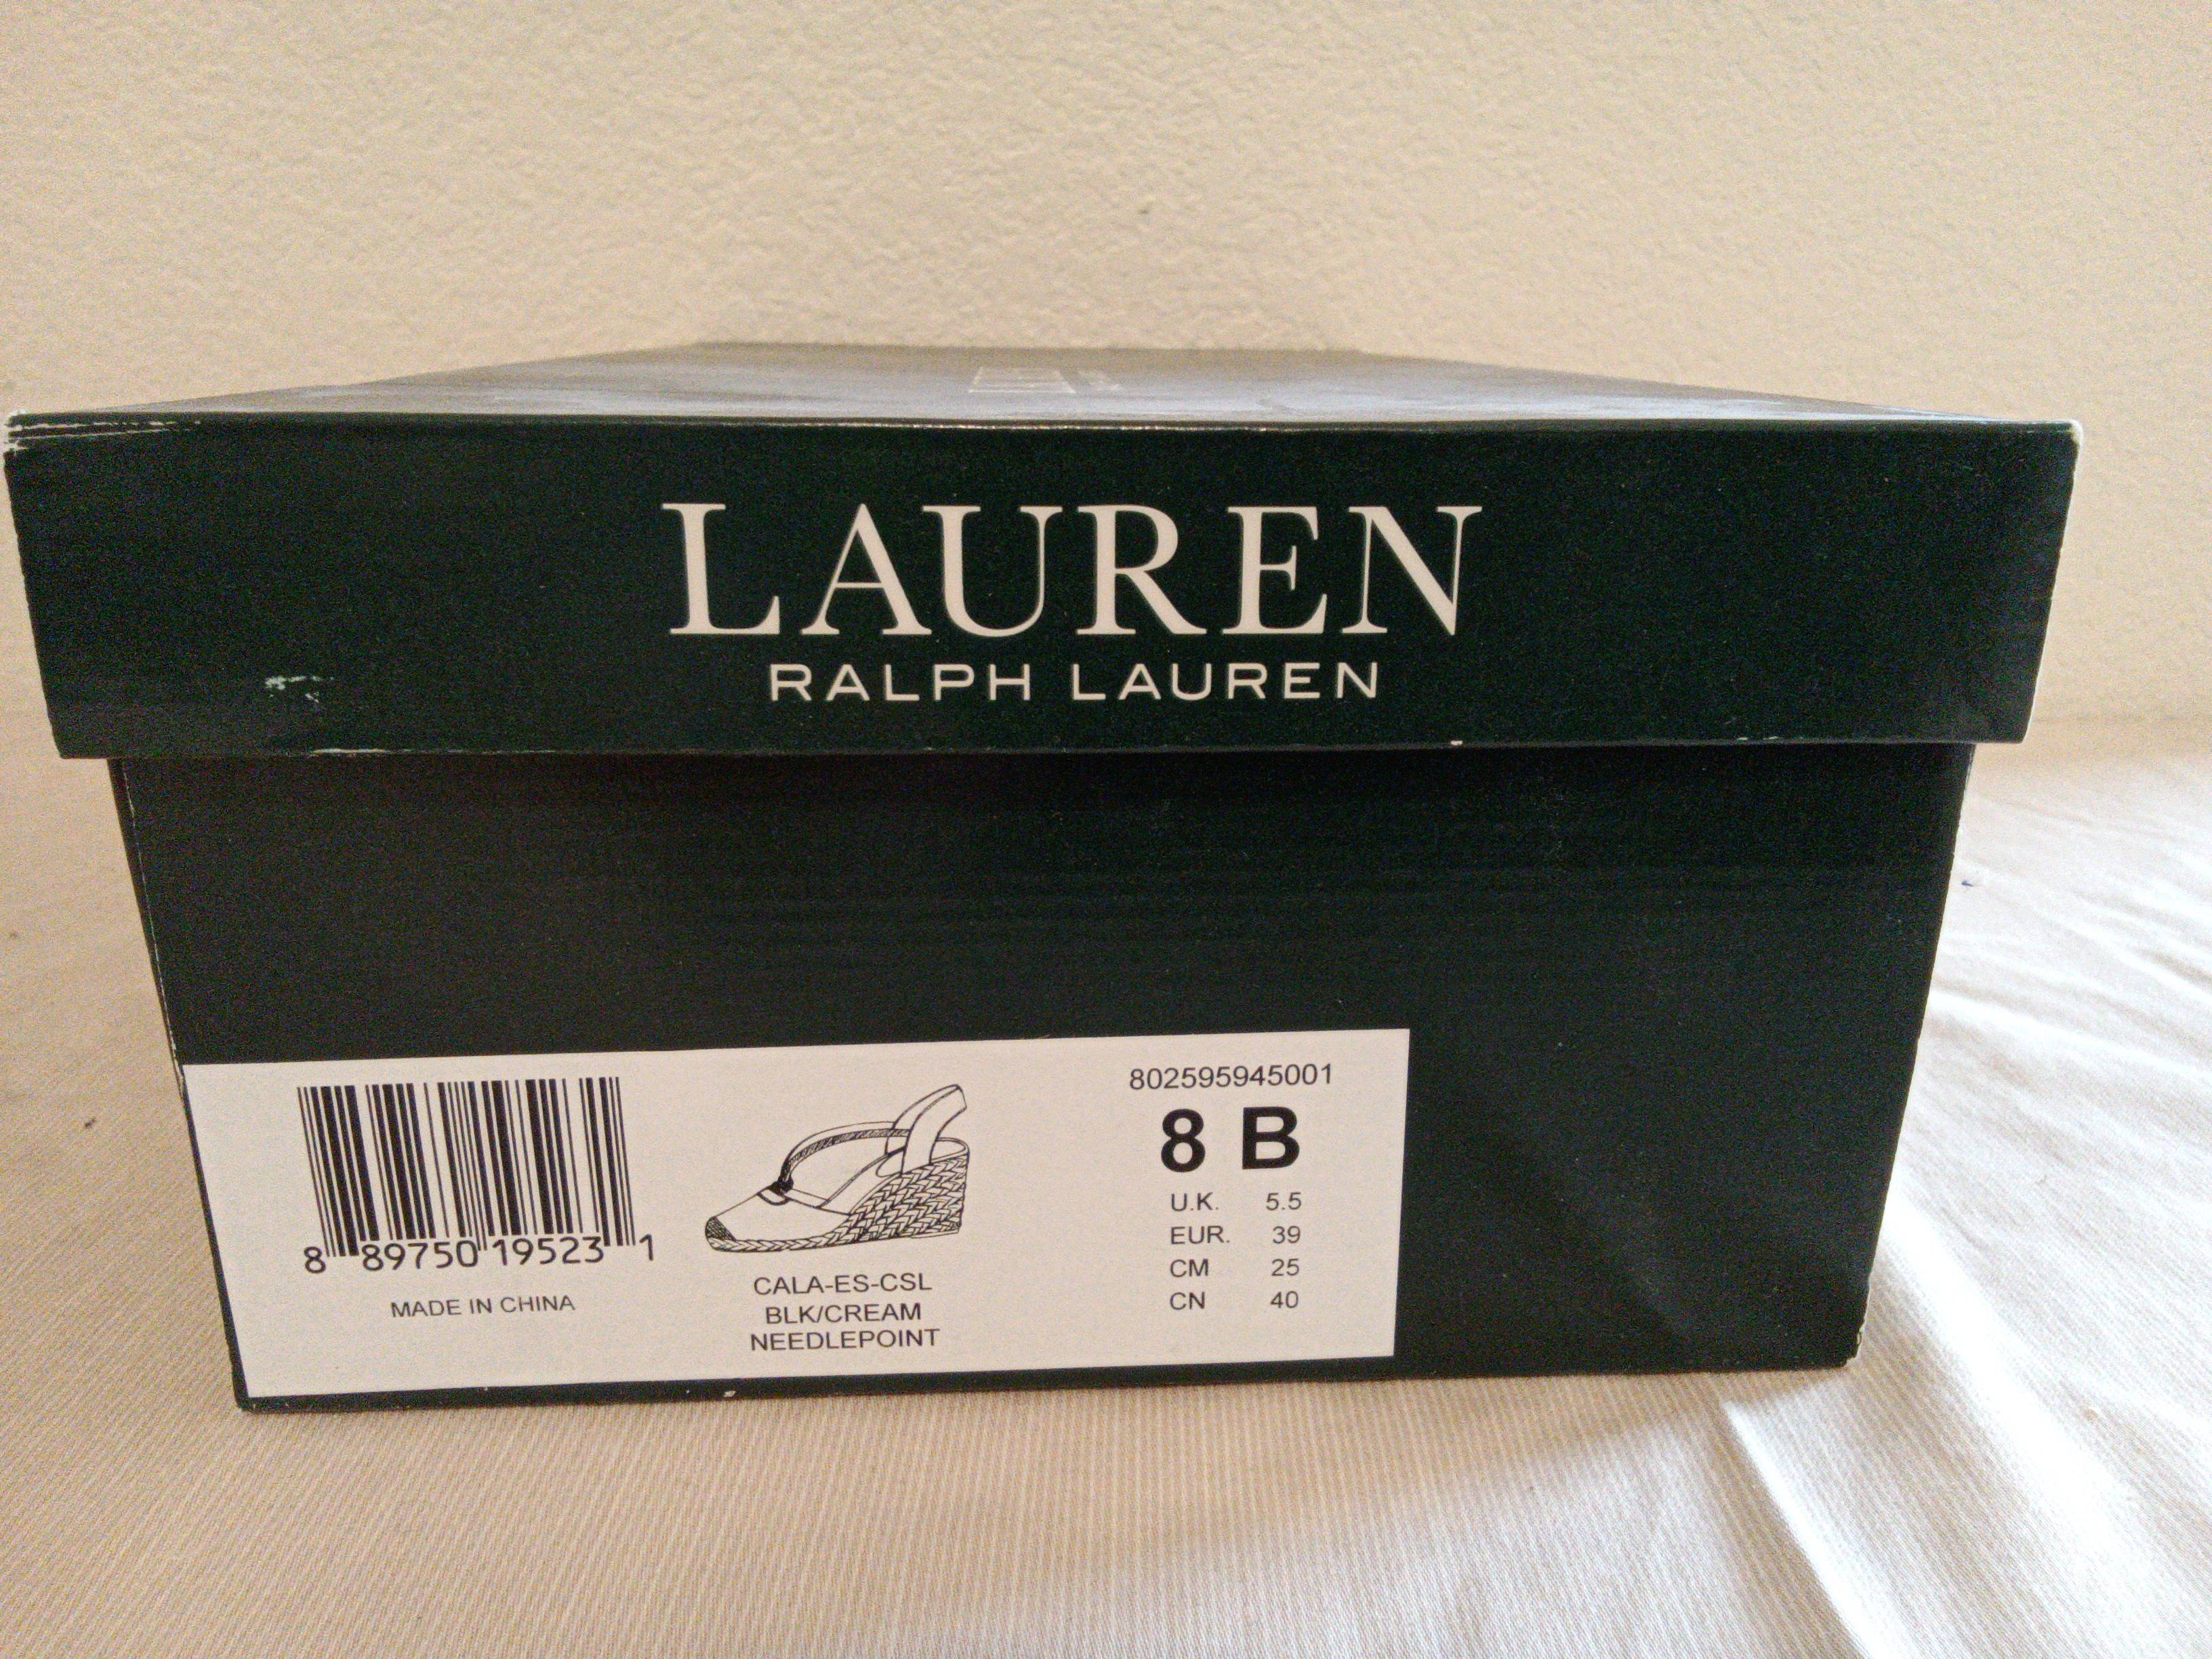 LAUREN
RALPH LAUREN
8 89750 19523 1
MADE IN CHINA
CALA-ES-CSL
BLK/CREAM
NEEDLEPOINT
802595945001
8 B
U.K. 5.5
EUR. 39
CM 25
CN 40